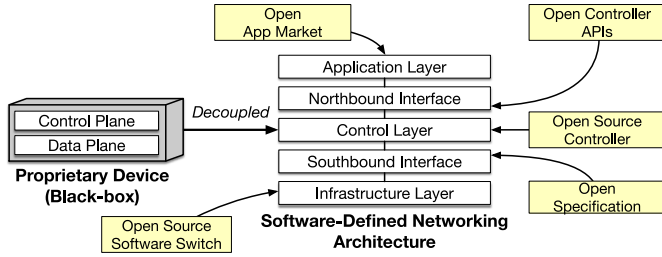 Open
App Market
Open Controller
APIs
Application Layer
Northbound Interface
Decoupled
Control Plane
Data Plane
Control Layer
Open Source
Controller
Southbound Interface
Proprietary Device
(Black-box)
Infrastructure Layer
Open
Specification
Open Source
Software Switch
Software-Defined Networking
Architecture